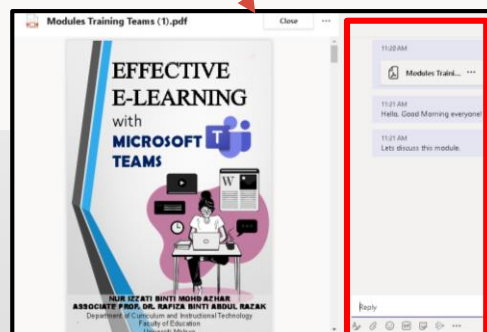 Modules Training Teams (1).pdf
Close
EFFECTIVE
E-LEARNING
with
MICROSOFT
TEAMS
W
NUR IZZATI BINTI MOHD AZHAR
ASSOCIATE PROF. DR. RAFIZA BINTI ABDUL RAZAK
Department of Curriculum and Instructional Technology
Faculty of Education
11:20 AM
Modules Traini...
11:21 AM
Hello, Good Morning everyone!
11:21 AM
Lets discuss this module.
Reply